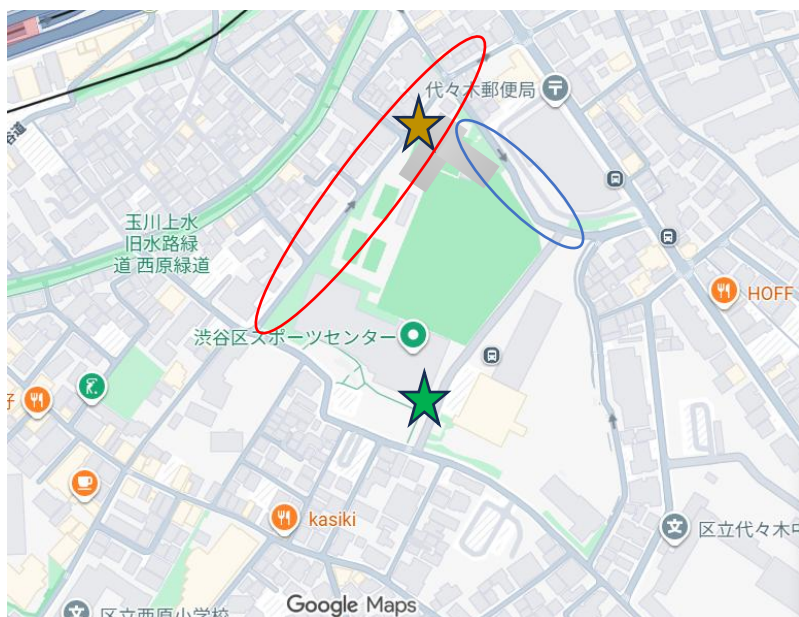 代々木郵便局
玉川上水
旧水路緑
道 西原緑道
HOFF
渋谷区スポーツセンター
kasiki
区立代々木中
Google Maps
区立西原小学校